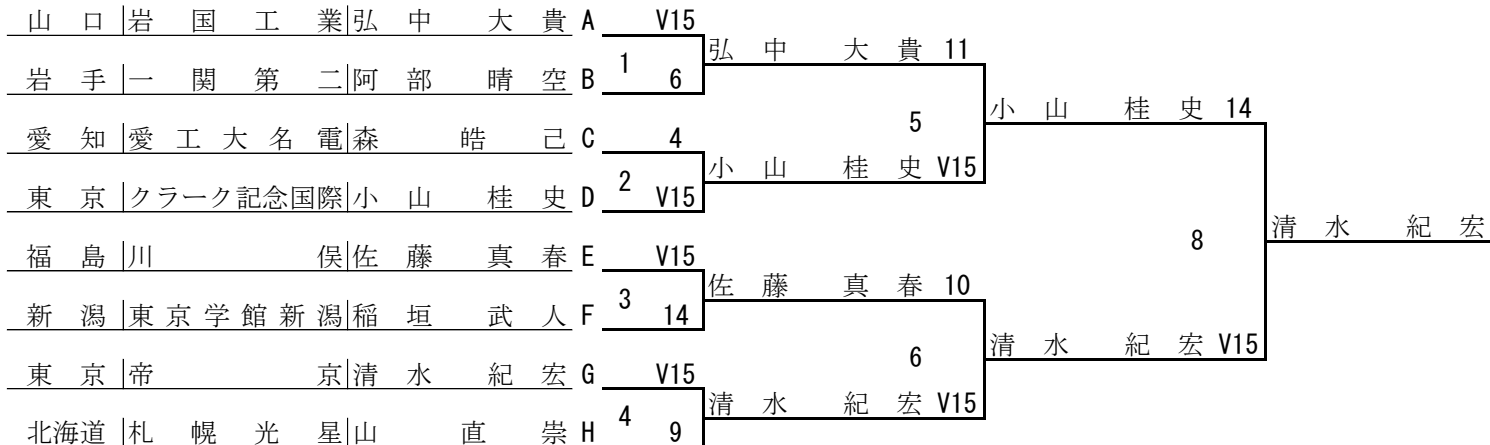 山口 岩国工業 弘中大貴 A V15
1 弘中大貴 11
岩手 一関第二 阿部晴空 B 6
5 小山桂史 14
愛知 愛工大名電 森皓己 C 4
2 小山桂史 V15
東京 クラーク記念国際 小山桂史 D V15
8 清水紀宏
福島 川俣 佐藤真春 E V15
3 佐藤真春 10
新潟 東京学館新潟 稲垣武人 F 14
6 清水紀宏 V15
東京 帝京 清水紀宏 G V15
4 清水紀宏 V15
北海道 札幌光星 山直崇 H 9